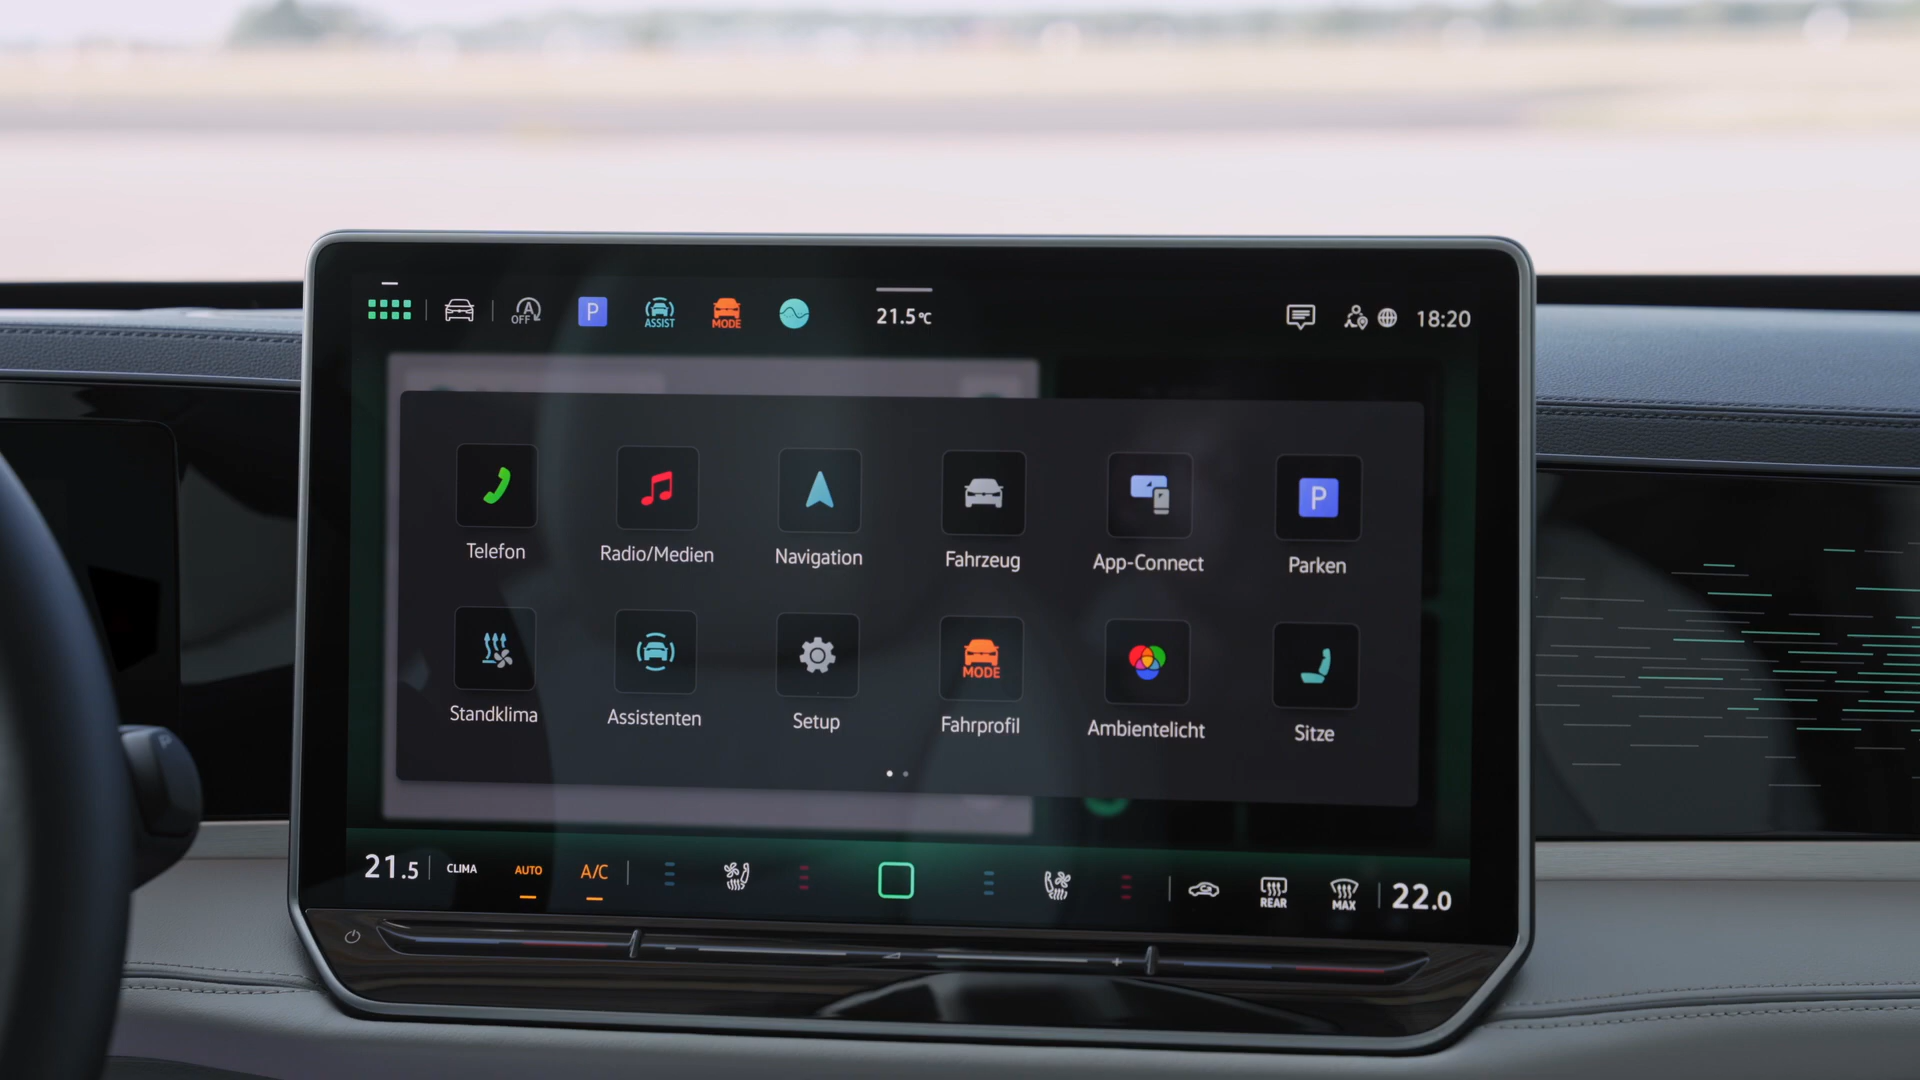 A OFF P ASSIST MODE 21.5°C 18:20
Telefon Radio/Medien Navigation Fahrzeug App-Connect P Parken
Standklima Assistenten Setup MODE Fahrprofil Ambientelicht Sitze
21.5 CLIMA AUTO A/C REAR MAX 22.0
- +
P